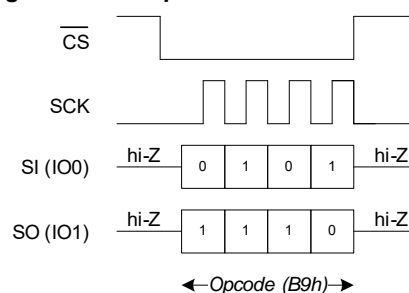 CS
SCK
hi-Z
SI (IO0)
0 1 0 1
hi-Z
hi-Z
SO (IO1)
1 1 1 0
hi-Z
Opcode (B9h)